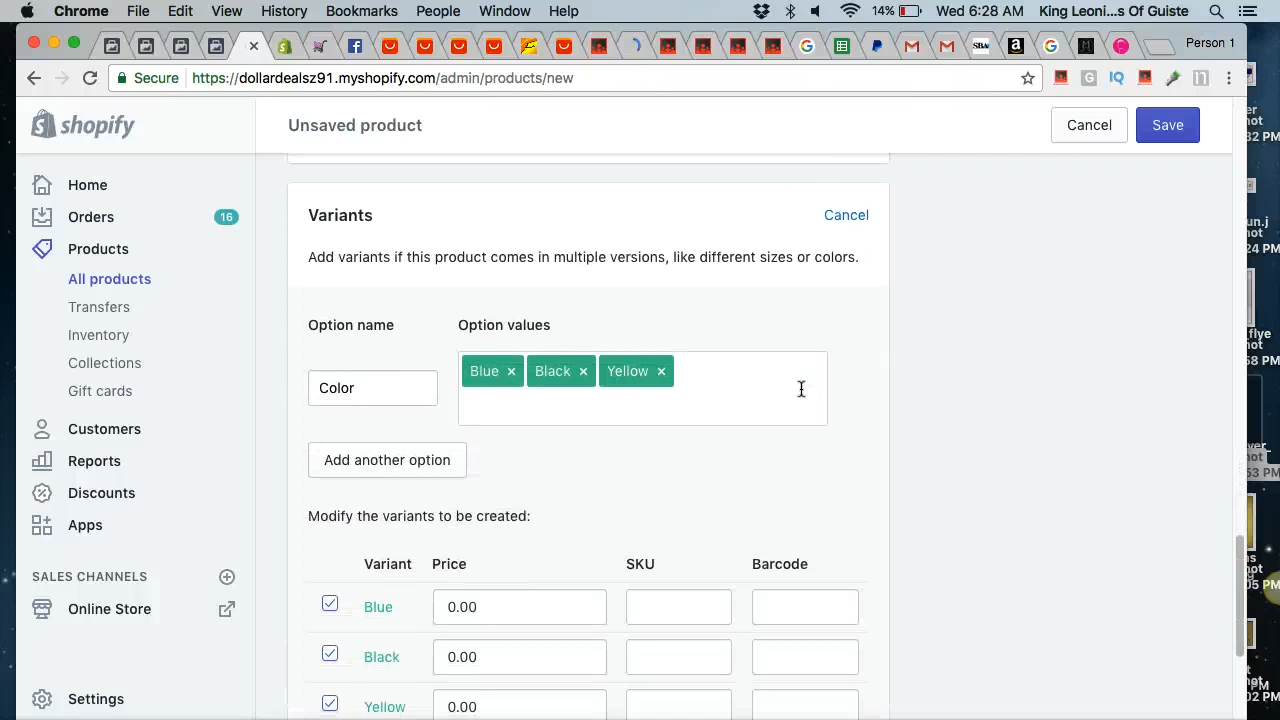 Chrome File Edit View History Bookmarks People Window Help 14% Wed 6:28 AM King Leoni...s Of Guiste
Person 1
Secure https://dollardealsz91.myshopify.com/admin/products/new
shopify
Unsaved product
Cancel
Save
Home
Orders 16
Products
All products
Transfers
Inventory
Collections
Gift cards
Customers
Reports
Discounts
Apps
SALES CHANNELS
Online Store
Settings
Variants
Cancel
Add variants if this product comes in multiple versions, like different sizes or colors.
Option name Option values
Color
Blue × Black × Yellow ×
Add another option
Modify the variants to be created:
Variant Price SKU Barcode
Blue 0.00
Black 0.00
Yellow 0.00